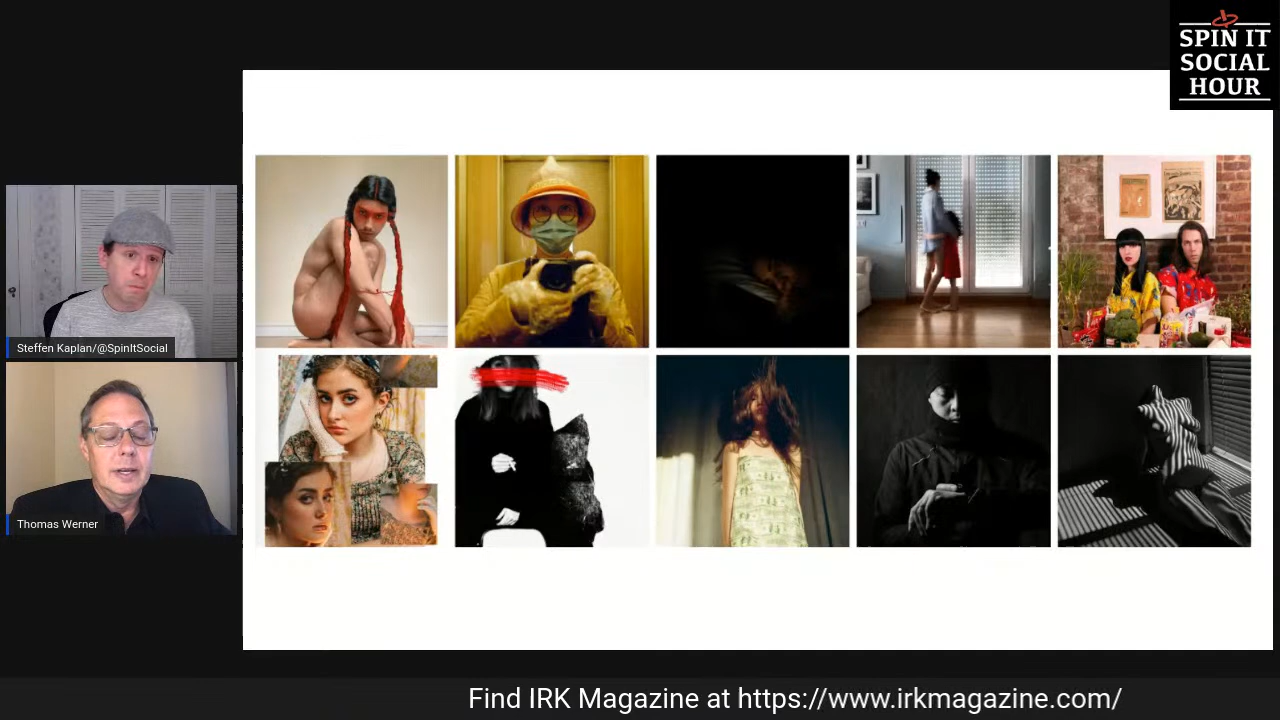 SPIN IT
SOCIAL
HOUR
Steffen Kaplan/@SpinItSocial
Thomas Werner
Find IRK Magazine at https://www.irkmagazine.com/